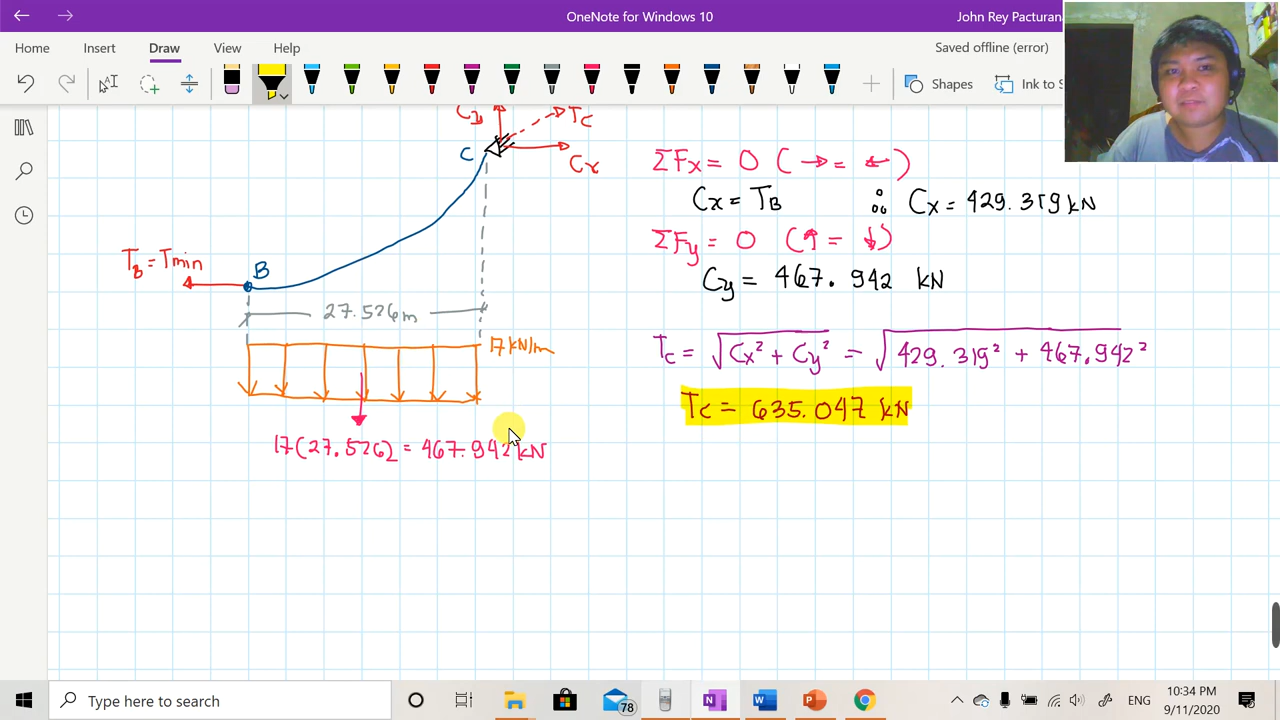 OneNote for Windows 10
John Rey Pacturan
Home Insert Draw View Help
Saved offline (error)
Shapes
Ink to S
Cy
Tc
C
Cx
TB = Tmin
B
27.526m
17 kN/m
17(27.526) = 467.942 kN
ΣFx = 0 (→ = ←)
Cx = TB ∴ Cx = 429.319 kN
ΣFy = 0 (↑ = ↓)
Cy = 467.942 kN
Tc = √Cx² + Cy² = √429.319² + 467.942²
Tc = 635.047 kN
Type here to search
78
ENG
10:34 PM
9/11/2020